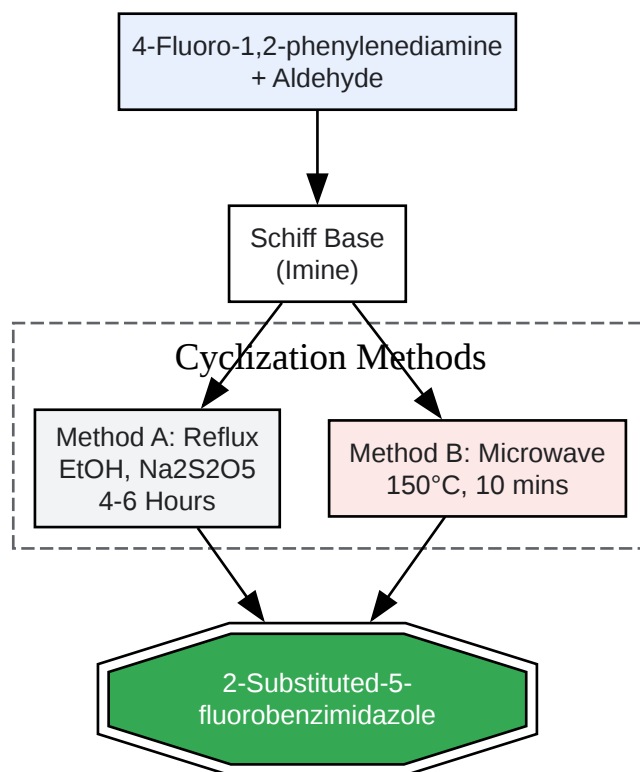 4-Fluoro-1,2-phenylenediamine
+ Aldehyde
Schiff Base
(Imine)
Cyclization Methods
Method A: Reflux
EtOH, Na2S2O5
4-6 Hours
Method B: Microwave
150°C, 10 mins
2-Substituted-5-
fluorobenzimidazole